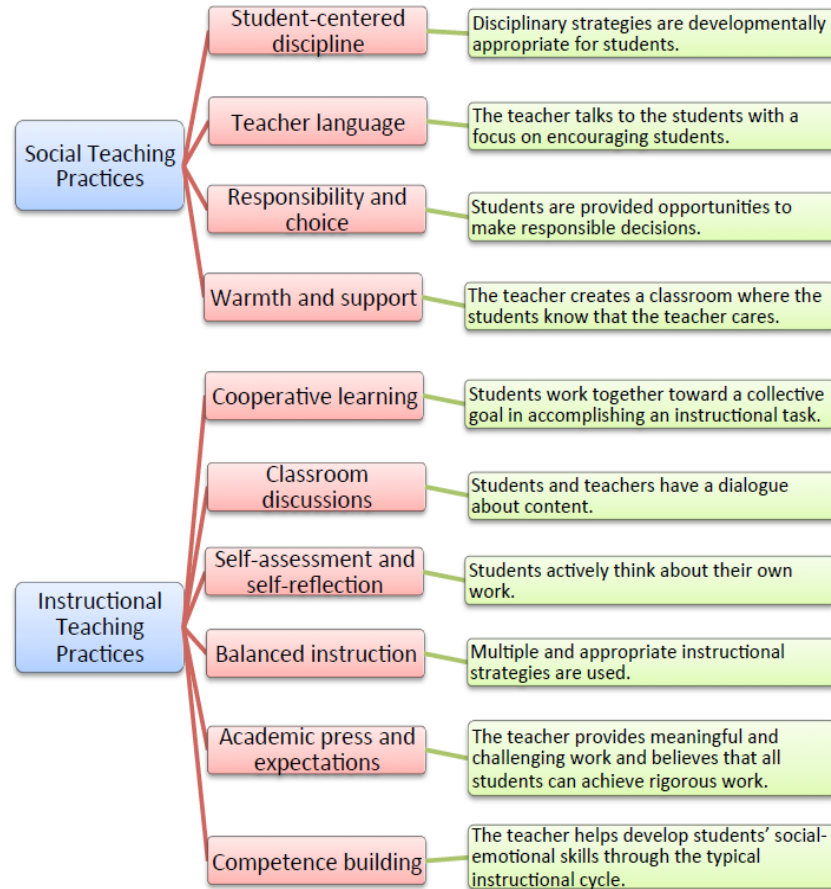 Social Teaching
Practices
Student-centered
discipline
Disciplinary strategies are developmentally
appropriate for students.
Teacher language
The teacher talks to the students with a
focus on encouraging students.
Responsibility and
choice
Students are provided opportunities to
make responsible decisions.
Warmth and support
The teacher creates a classroom where the
students know that the teacher cares.
Instructional
Teaching
Practices
Cooperative learning
Students work together toward a collective
goal in accomplishing an instructional task.
Classroom
discussions
Students and teachers have a dialogue
about content.
Self-assessment and
self-reflection
Students actively think about their own
work.
Balanced instruction
Multiple and appropriate instructional
strategies are used.
Academic press and
expectations
The teacher provides meaningful and
challenging work and believes that all
students can achieve rigorous work.
Competence building
The teacher helps develop students’ social-
emotional skills through the typical
instructional cycle.